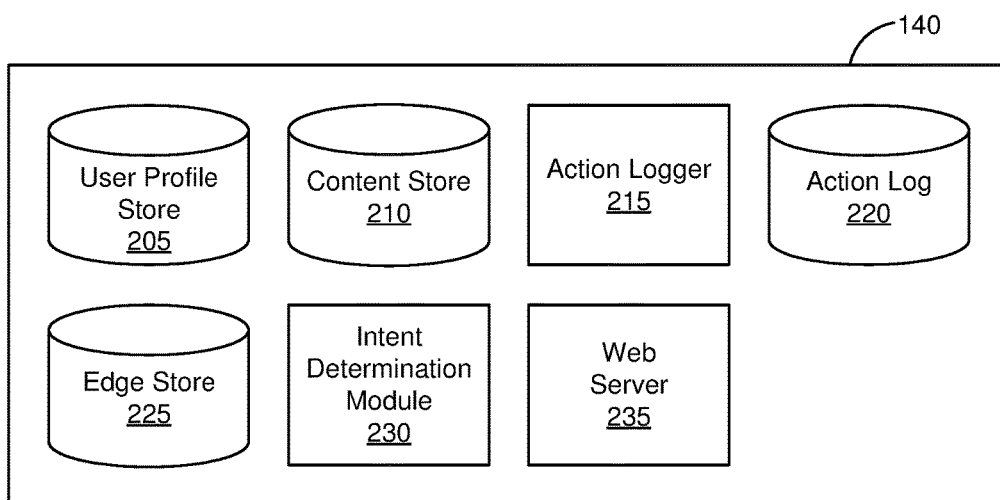 140
User Profile
Store
205
Content Store
210
Action Logger
215
Action Log
220
Edge Store
225
Intent
Determination
Module
230
Web
Server
235